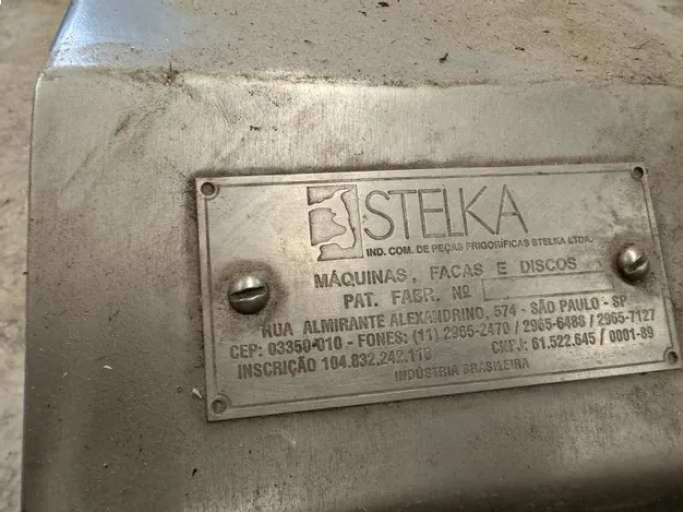 STELKA
IND. COM. DE PEÇAS FRIGORÍFICAS STELKA LTDA.
MÁQUINAS, FACAS E DISCOS
PAT. FABR. Nº
RUA ALMIRANTE ALEXANDRINO, 574 - SÃO PAULO - SP
CEP: 03350-010 - FONES: (11) 2965-2470 / 2965-6488 / 2965-7127
INSCRIÇÃO 104.832.242.110 CNPJ: 61.522.645 / 0001-89
INDÚSTRIA BRASILEIRA